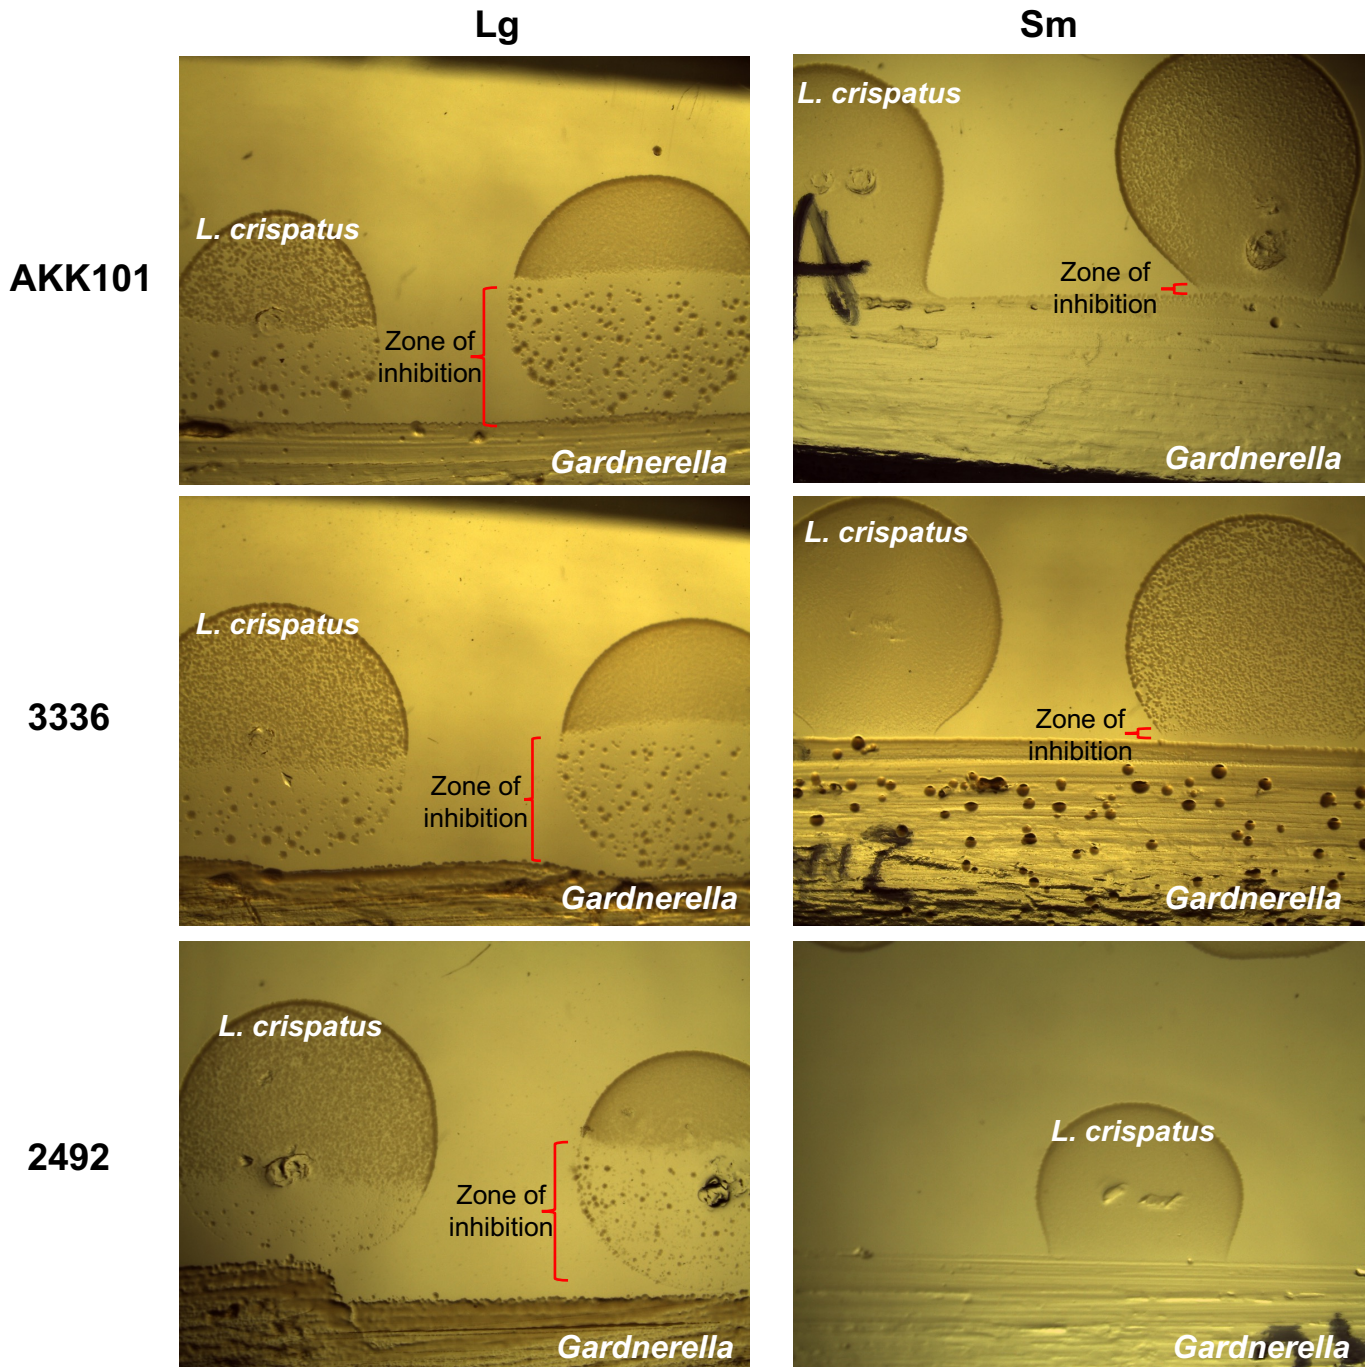 Lg
Sm
AKK101
L. crispatus
Zone of
inhibition
Gardnerella
L. crispatus
A
Zone of
inhibition
Gardnerella
3336
L. crispatus
Zone of
inhibition
Gardnerella
L. crispatus
Zone of
inhibition
Gardnerella
2492
L. crispatus
Zone of
inhibition
Gardnerella
L. crispatus
Gardnerella